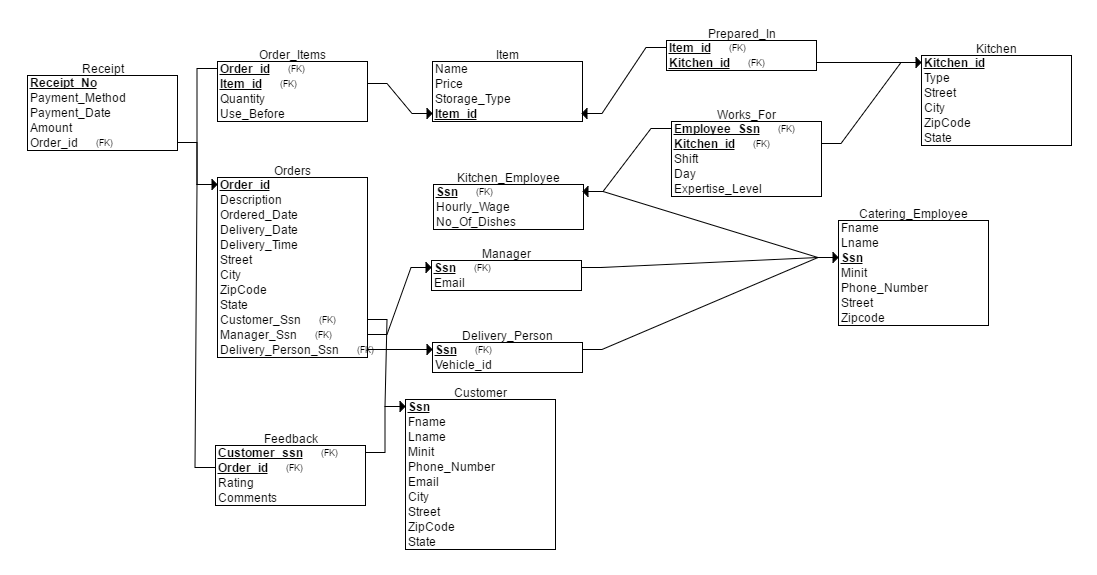 Receipt
Receipt_No
Payment_Method
Payment_Date
Amount
Order_id (FK)
Order_Items
Order_id (FK)
Item_id (FK)
Quantity
Use_Before
Item
Name
Price
Storage_Type
Item_id
Prepared_In
Item_id (FK)
Kitchen_id (FK)
Kitchen
Kitchen_id
Type
Street
City
ZipCode
State
Works_For
Employee_Ssn (FK)
Kitchen_id (FK)
Shift
Day
Expertise_Level
Orders
Order_id
Description
Ordered_Date
Delivery_Date
Delivery_Time
Street
City
ZipCode
State
Customer_Ssn (FK)
Manager_Ssn (FK)
Delivery_Person_Ssn (FK)
Kitchen_Employee
Ssn (FK)
Hourly_Wage
No_Of_Dishes
Manager
Ssn (FK)
Email
Delivery_Person
Ssn (FK)
Vehicle_id
Catering_Employee
Fname
Lname
Ssn
Minit
Phone_Number
Street
Zipcode
Customer
Ssn
Fname
Lname
Minit
Phone_Number
Email
City
Street
ZipCode
State
Feedback
Customer_ssn (FK)
Order_id (FK)
Rating
Comments